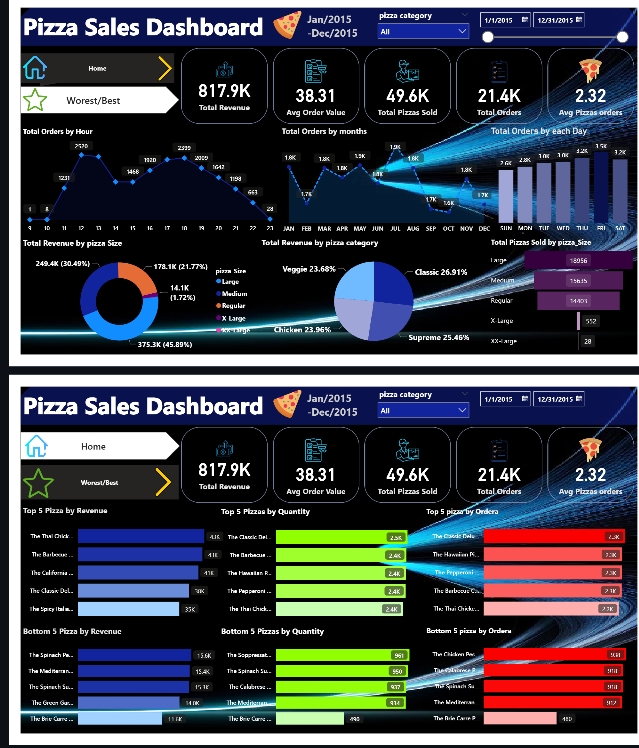 Pizza Sales Dashboard
Jan/2015
-Dec/2015
pizza category
All
1/1/2015
12/31/2015
Home
Worest/Best
817.9K
Total Revenue
38.31
Avg Order Value
49.6K
Total Pizzas Sold
21.4K
Total Orders
2.32
Avg Pizzas orders
Total Orders by Hour
1
8
1231
2520
1468
1920
2399
2009
1642
1198
663
28
9 10 11 12 13 14 15 16 17 18 19 20 21 22 23
Total Orders by months
1.8K
1.7K
1.8K
1.8K
1.9K
1.8K
1.9K
1.8K
1.7K
1.6K
1.8K
1.7K
JAN FEB MAR APR MAY JUN JUL AUG SEP OCT NOV DEC
Total Orders by each Day
2.6K
2.8K
3.0K
3.0K
3.2K
3.5K
3.2K
SUN MON TUE WED THU FRI SAT
Total Revenue by pizza Size
249.4K (30.49%)
178.1K (21.77%)
14.1K
(1.72%)
375.3K (45.89%)
pizza_Size
Large
Medium
Regular
X-Large
XX-Large
Total Revenue by pizza category
Veggie 23.68%
Classic 26.91%
Chicken 23.96%
Supreme 25.46%
Total Pizzas Sold by pizza_Size
Large 18956
Medium 15635
Regular 14403
X-Large 552
XX-Large 28
Pizza Sales Dashboard
Jan/2015
-Dec/2015
pizza category
All
1/1/2015
12/31/2015
Home
Worest/Best
817.9K
Total Revenue
38.31
Avg Order Value
49.6K
Total Pizzas Sold
21.4K
Total Orders
2.32
Avg Pizzas orders
Top 5 Pizza by Revenue
The Thai Chick... 43K
The Barbecue ... 43K
The California ... 41K
The Classic Del... 38K
The Spicy Italia... 35K
Top 5 Pizza by Quantity
The Classic Del... 2.5K
The Barbecue ... 2.4K
The Hawaiian R... 2.4K
The Pepperoni ... 2.4K
The Thai Chick... 2.4K
Top 5 pizza by Ordera
The Classic Delu... 2.3K
The Hawaiian Pi... 2.3K
The Pepperoni ... 2.3K
The Barbecue C... 2.3K
The Thai Chicke... 2.2K
Bottom 5 Pizza by Revenue
The Spinach Pe... 15.6K
The Mediterran... 15.4K
The Spinach Su... 15.3K
The Green Gar... 14.0K
The Brie Carre ... 11.6K
Bottom 5 Pizzas by Quantity
The Soppressat... 961
The Spinach Su... 950
The Calabrese ... 937
The Mediterran... 934
The Brie Carre ... 490
Bottom 5 pizza by Orders
The Chicken Pes 938
The Calabrese P 918
The Spinach Su 918
The Mediterran 912
The Brie Carre P 480